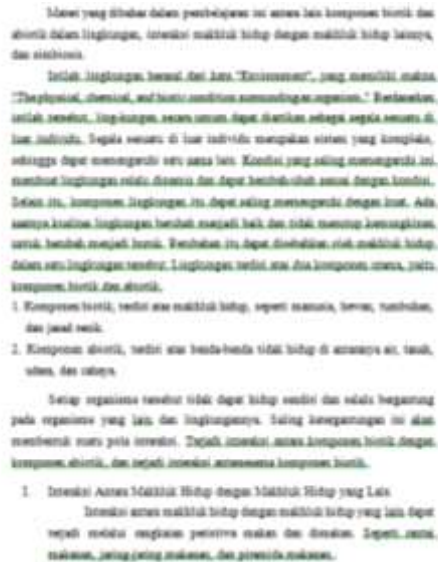 Materi yang dibahas dalam pembelajaran ini antara lain komponen biotik dan
abiotik dalam lingkungan, interaksi makhluk hidup dengan makhluk hidup lainnya,
dan simbiosis.
Istilah lingkungan berasal dari kata "Environment", yang memiliki makna
"The physical, chemical, and biotic condition surrounding an organism." Berdasarkan
istilah tersebut, ling-kungan secara umum dapat diartikan sebagai segala sesuatu di
luar individu. Segala sesuatu di luar individu merupakan sistem yang kompleks,
sehingga dapat memengaruhi satu sama lain. Kondisi yang saling memengaruhi ini
membuat lingkungan selalu dinamis dan dapat berubah-ubah sesuai dengan kondisi.
Selain itu, komponen lingkungan itu dapat saling memengaruhi dengan kuat. Ada
saatnya kualitas lingkungan berubah menjadi baik dan tidak menutup kemungkinan
untuk berubah menjadi buruk. Perubahan itu dapat disebabkan oleh makhluk hidup
dalam satu lingkungan tersebut. Lingkungan terdiri atas dua komponen utama, yaitu
komponen biotik dan abiotik.
1. Komponen biotik, terdiri atas makhluk hidup, seperti manusia, hewan, tumbuhan,
dan jasad renik.
2. Komponen abiotik, terdiri atas benda-benda tidak hidup di antaranya air, tanah,
udara, dan cahaya.
Setiap organisme tersebut tidak dapat hidup sendiri dan selalu bergantung
pada organisme yang lain dan lingkungannya. Saling ketergantungan ini akan
membentuk suatu pola interaksi. Terjadi interaksi antara komponen biotik dengan
komponen abiotik, dan terjadi interaksi antarsesama komponen biotik.
1. Interaksi Antara Makhluk Hidup dengan Makhluk Hidup yang Lain
Interaksi antara makhluk hidup dengan makhluk hidup yang lain dapat
terjadi melalui rangkaian peristiwa makan dan dimakan. Seperti rantai
makanan, jaring-jaring makanan, dan piramida makanan.